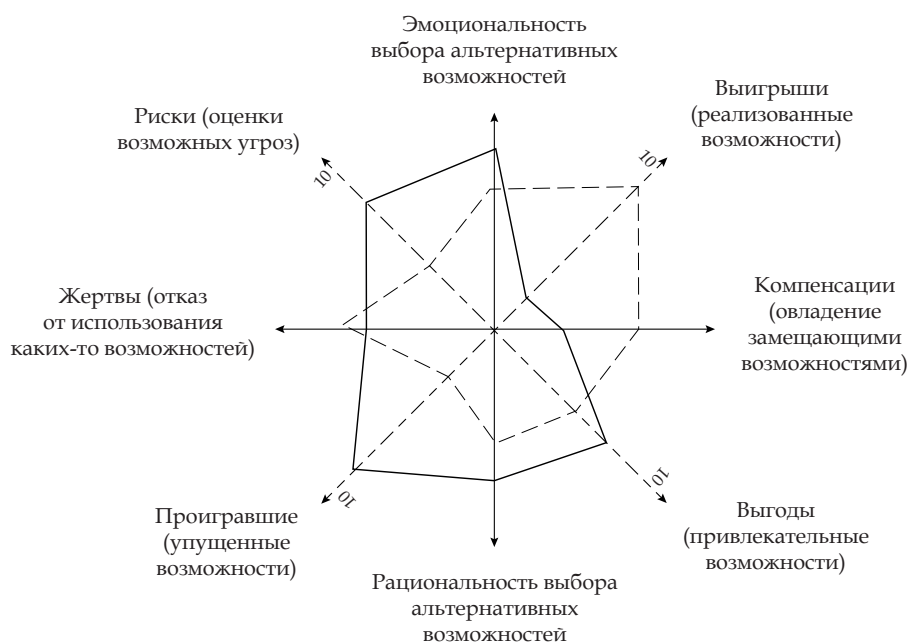 Эмоциональность
выбора альтернативных
возможностей
Риски (оценки
возможных угроз)
10
Выигрыши
(реализованные
возможности)
10
Жертвы (отказ
от использования
каких-то возможностей)
Компенсации
(овладение
замещающими
возможностями)
Проигравшие
(упущенные
возможности)
10
Рациональность выбора
альтернативных
возможностей
Выгоды
(привлекательные
возможности)
10